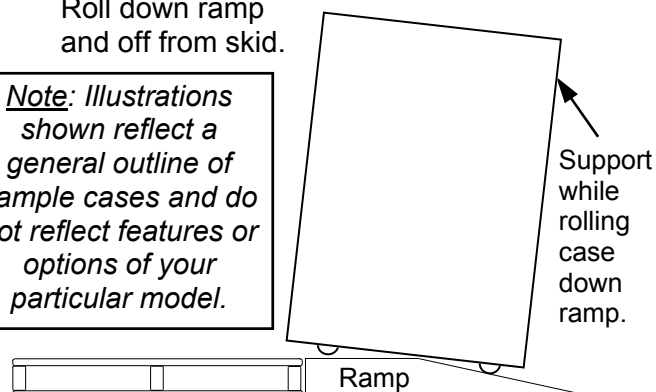 Roll down ramp
and off from skid.
Note: Illustrations
shown reflect a
general outline of
cases and do
reflect features or
options of your
particular model.
Support
while
rolling
case
down
ramp.
Ramp